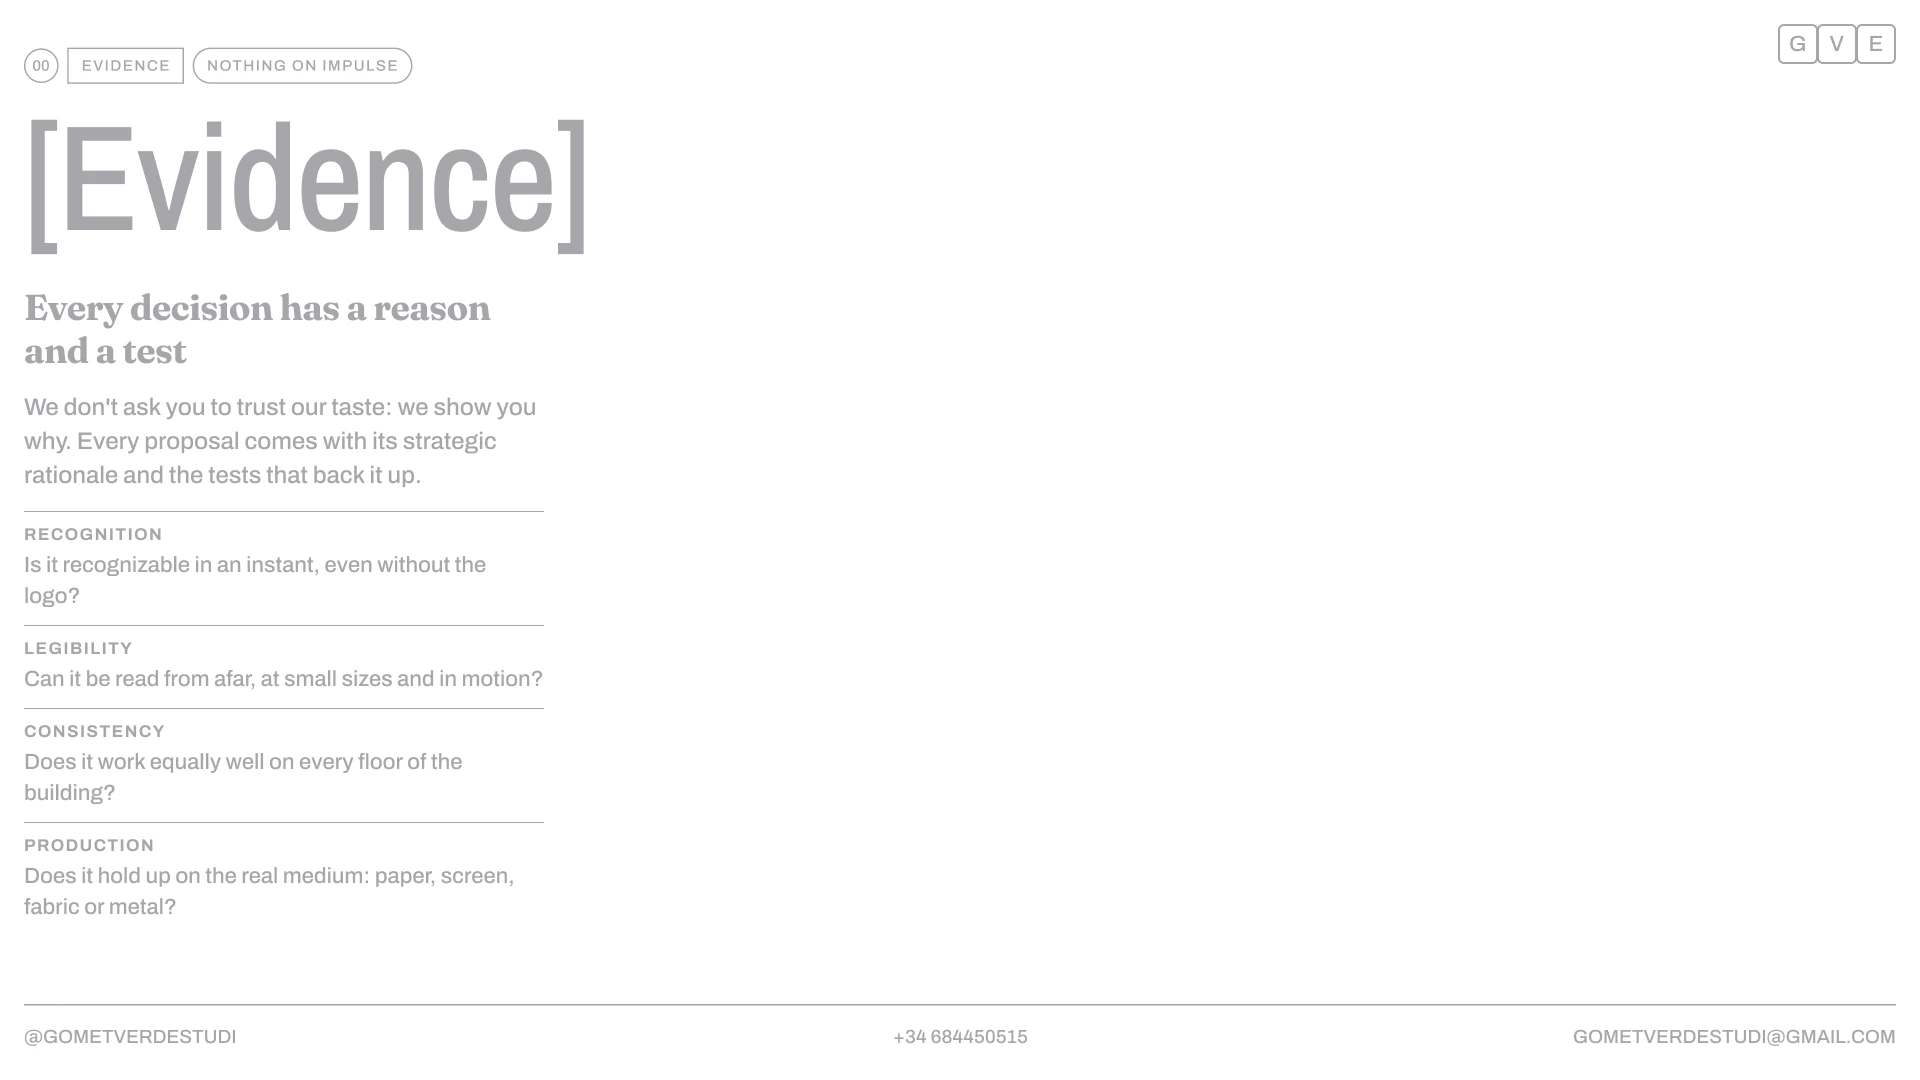 00 EVIDENCE NOTHING ON IMPULSE
G V E
[Evidence]
Every decision has a reason
and a test
We don't ask you to trust our taste: we show you
why. Every proposal comes with its strategic
rationale and the tests that back it up.
RECOGNITION
Is it recognizable in an instant, even without the
logo?
LEGIBILITY
Can it be read from afar, at small sizes and in motion?
CONSISTENCY
Does it work equally well on every floor of the
building?
PRODUCTION
Does it hold up on the real medium: paper, screen,
fabric or metal?
@GOMETVERDESTUDI
+34 684450515
GOMETVERDESTUDI@GMAIL.COM